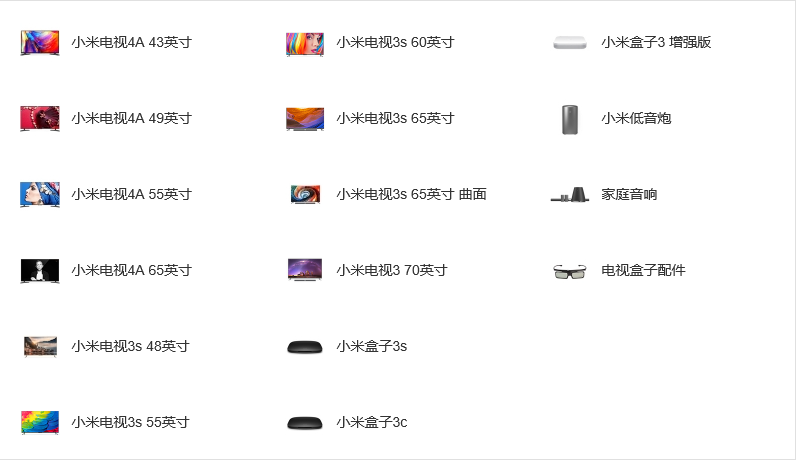 小米电视4A 43英寸
小米电视4A 49英寸
小米电视4A 55英寸
小米电视4A 65英寸
小米电视3s 48英寸
小米电视3s 55英寸
小米电视3s 60英寸
小米电视3s 65英寸
小米电视3s 65英寸 曲面
小米电视3 70英寸
小米盒子3s
小米盒子3c
小米盒子3 增强版
小米低音炮
家庭音响
电视盒子配件